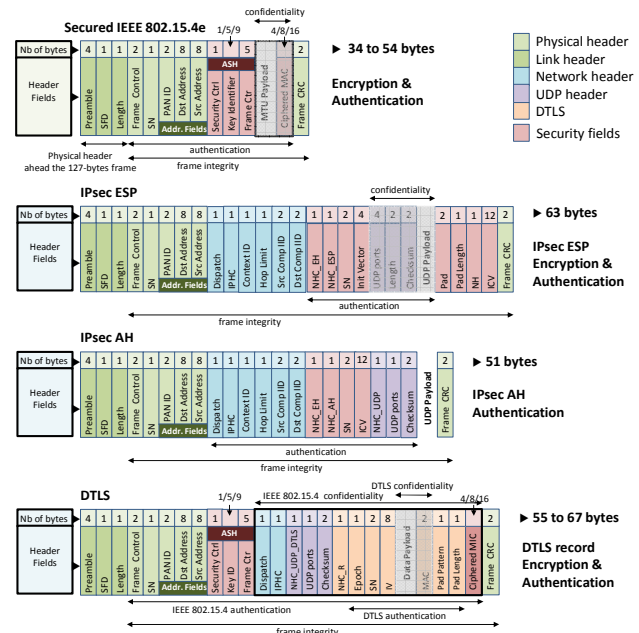 Secured IEEE 802.15.4e
confidentiality
1/5/9
4/8/16
Nb of bytes
4 1 1 2 1 2 8 8 1 5 2
Header Fields
Preamble
SFD
Length
Frame Control
SN
PAN ID
Dst Address
Src Address
Addr. Fields
ASH
Security Ctrl
Key Identifier
Frame Ctr
MTU Payload
Ciphered MAC
Frame CRC
34 to 54 bytes
Encryption &
Authentication
Physical header
ahead the 127-bytes frame
authentication
frame integrity
Physical header
Link header
Network header
UDP header
DTLS
Security fields
IPsec ESP
confidentiality
Nb of bytes
4 1 1 2 1 2 8 8 1 1 1 1 2 2 1 1 2 4 4 2 2 2 1 1 12 2
Header Fields
Preamble
SFD
Length
Frame Control
SN
PAN ID
Dst Address
Src Address
Addr. Fields
Dispatch
IPHC
Context ID
Hop Limit
Src Comp IID
Dst Comp IID
NHC_EH
NHC_ESP
SN
Init Vector
UDP ports
Length
Checksum
UDP Payload
Pad
Pad Length
NH
ICV
Frame CRC
63 bytes
IPsec ESP
Encryption &
Authentication
authentication
frame integrity
IPsec AH
Nb of bytes
4 1 1 2 1 2 8 8 1 1 1 1 2 2 1 1 2 12 1 1 2 2
Header Fields
Preamble
SFD
Length
Frame Control
SN
PAN ID
Dst Address
Src Address
Addr. Fields
Dispatch
IPHC
Context ID
Hop Limit
Src Comp IID
Dst Comp IID
NHC_EH
NHC_AH
SN
ICV
NHC_UDP
UDP ports
Checksum
UDP Payload
Frame CRC
51 bytes
IPsec AH
Authentication
authentication
frame integrity
DTLS
DTLS confidentiality
1/5/9
IEEE 802.15.4 confidentiality
4/8/16
Nb of bytes
4 1 1 2 1 2 8 8 1 5 1 1 1 1 2 1 1 2 8 2 1 1 2
Header Fields
Preamble
SFD
Length
Frame Control
SN
PAN ID
Dst Address
Src Address
Addr. Fields
ASH
Security Ctrl
Key ID
Frame Ctr
Dispatch
IPHC
NHC_UDP_DTLS
UDP ports
Checksum
NHC_R
Epoch
SN
IV
Data Payload
MAC
Pad Pattern
Pad Length
Ciphered MIC
Frame CRC
55 to 67 bytes
DTLS record
Encryption &
Authentication
IEEE 802.15.4 authentication
DTLS authentication
frame integrity